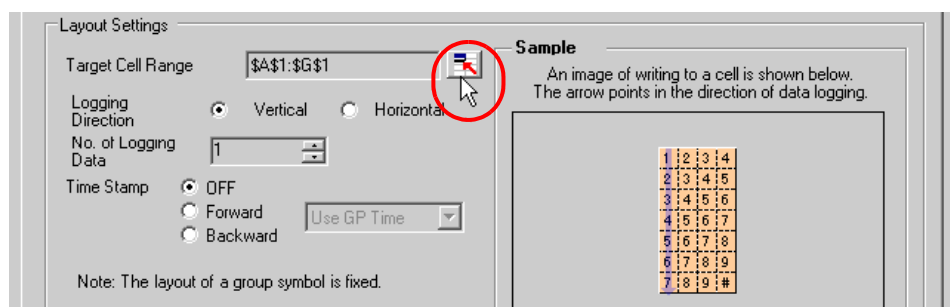 Layout Settings
Target Cell Range $A$1:$G$1
Logging
Direction
Vertical Horizontal
No. of Logging
Data
1
Time Stamp OFF
Forward
Backward
Use GP Time
Note: The layout of a group symbol is fixed.
Sample
An image of writing to a cell is shown below.
The arrow points in the direction of data logging.
1 2 3 4
2 3 4 5
3 4 5 6
4 5 6 7
5 6 7 8
6 7 8 9
7 8 9 #